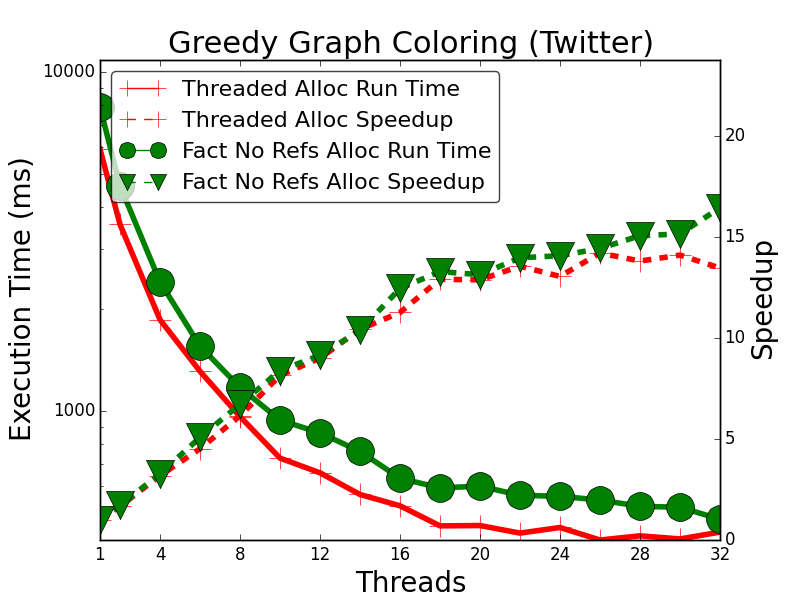 Greedy Graph Coloring (Twitter)
10000
1000
Execution Time (ms)
Threaded Alloc Run Time
Threaded Alloc Speedup
Fact No Refs Alloc Run Time
Fact No Refs Alloc Speedup
20
15
10
5
0
Speedup
1 4 8 12 16 20 24 28 32
Threads